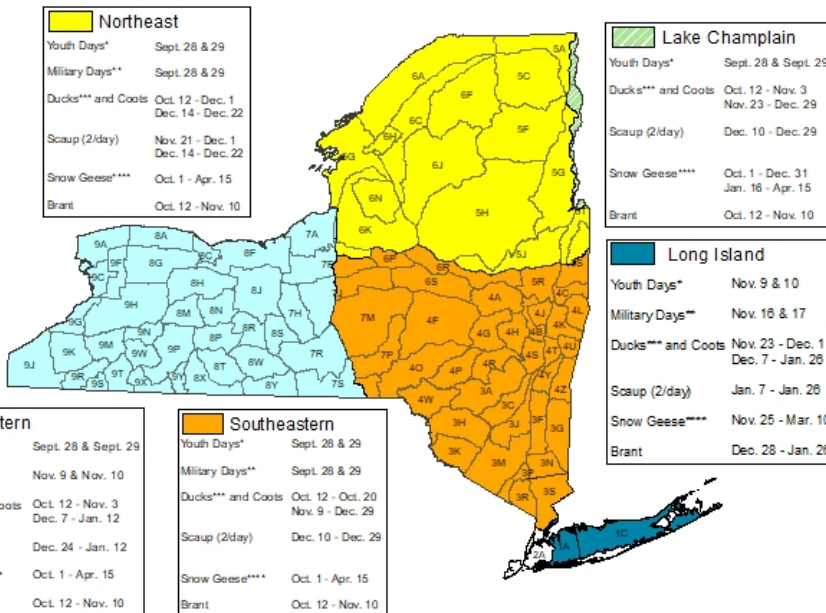 Northeast
Youth Days* Sept. 28 & 29
Military Days** Sept. 28 & 29
Ducks*** and Coots Oct. 12 - Dec. 1
Dec. 14 - Dec. 22
Scaup (2/day) Nov. 21 - Dec. 1
Dec. 14 - Dec. 22
Snow Geese**** Oct. 1 - Apr. 15
Brant Oct. 12 - Nov. 10
Lake Champlain
Youth Days* Sept. 28 & Sept. 29
Ducks*** and Coots Oct. 12 - Nov. 3
Nov. 23 - Dec. 29
Scaup (2/day) Dec. 10 - Dec. 29
Snow Geese**** Oct. 1 - Dec. 31
Jan. 16 - Apr. 15
Brant Oct. 12 - Nov. 10
Long Island
Youth Days* Nov. 9 & 10
Military Days** Nov. 16 & 17
Ducks*** and Coots Nov. 23 - Dec. 1
Dec. 7 - Jan. 26
Scaup (2/day) Jan. 7 - Jan. 26
Snow Geese**** Nov. 25 - Mar. 10
Brant Dec. 28 - Jan. 26
tern
Sept. 28 & Sept. 29
Nov. 9 & Nov. 10
oots Oct. 12 - Nov. 3
Dec. 7 - Jan. 12
Dec. 24 - Jan. 12
* Oct. 1 - Apr. 15
Oct. 12 - Nov. 10
Southeastern
Youth Days* Sept. 28 & 29
Military Days** Sept. 28 & 29
Ducks*** and Coots Oct. 12 - Oct. 20
Nov. 9 - Dec. 29
Scaup (2/day) Dec. 10 - Dec. 29
Snow Geese**** Oct. 1 - Apr. 15
Brant Oct. 12 - Nov. 10
5A
6A 5C
6F
6C 5F
6H
6G 6J 5G
6N 5H
6K 5J
8A 7A
9A 8C 8F
9F 8G
9C 8H 8J
9H 8M 8N 7H
9G 9N 8R 8S
9M 9W 9P 8P 7R
9K 8T 8W
9J 9R 9T 9Y 8X
9S 9X 8Y 7S
6P 6R
6S 5R
4A 4C
7M 4F 4J 4L
4G 4H 4K
4S 4T 4U
7P 4O 4P 4R
4Y
4W 3A 4Z
3C
3H 3J 3F 3G
3K 3M 3N
3P
3R 3S
2A 1A 1C